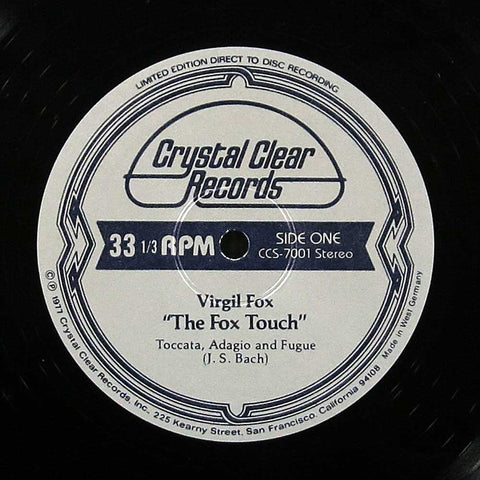 LIMITED EDITION DIRECT TO DISC RECORDING
Crystal Clear
Records
33 1/3 RPM
SIDE ONE
CCS-7001 Stereo
Virgil Fox
"The Fox Touch"
Toccata, Adagio and Fugue
(J. S. Bach)
© ℗ 1977 Crystal Clear Records, Inc. 225 Kearny Street, San Francisco, California 94108
Made in West Germany